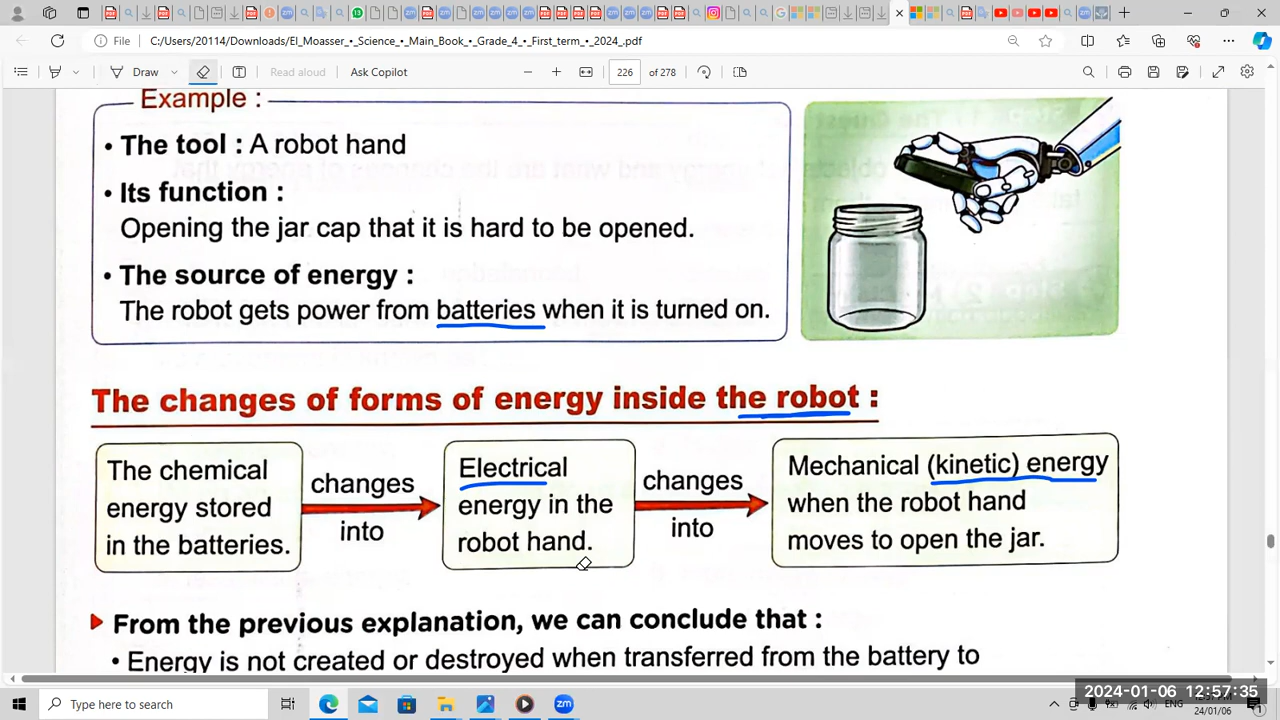 File
C:/Users/20114/Downloads/El_Moasser_•_Science_•_Main_Book_•_Grade_4_•_First_term_•_2024_.pdf
Draw
Read aloud
Ask Copilot
226 of 278
Example :
• The tool : A robot hand
• Its function :
Opening the jar cap that it is hard to be opened.
• The source of energy :
The robot gets power from batteries when it is turned on.
The changes of forms of energy inside the robot :
The chemical
energy stored
in the batteries.
changes
into
Electrical
energy in the
robot hand.
changes
into
Mechanical (kinetic) energy
when the robot hand
moves to open the jar.
From the previous explanation, we can conclude that :
• Energy is not created or destroyed when transferred from the battery to
2024-01-06 12:57:35
Type here to search
ENG
24/01/06